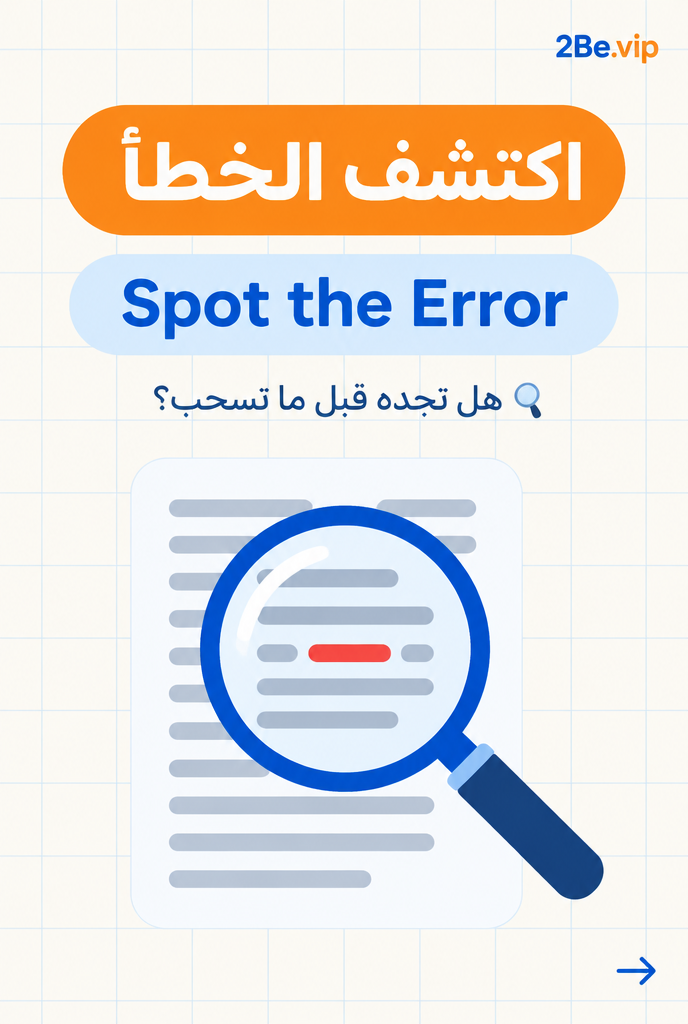 2Be.vip
اكتشف الخطأ
Spot the Error
🔍 هل تجده قبل ما تسحب؟